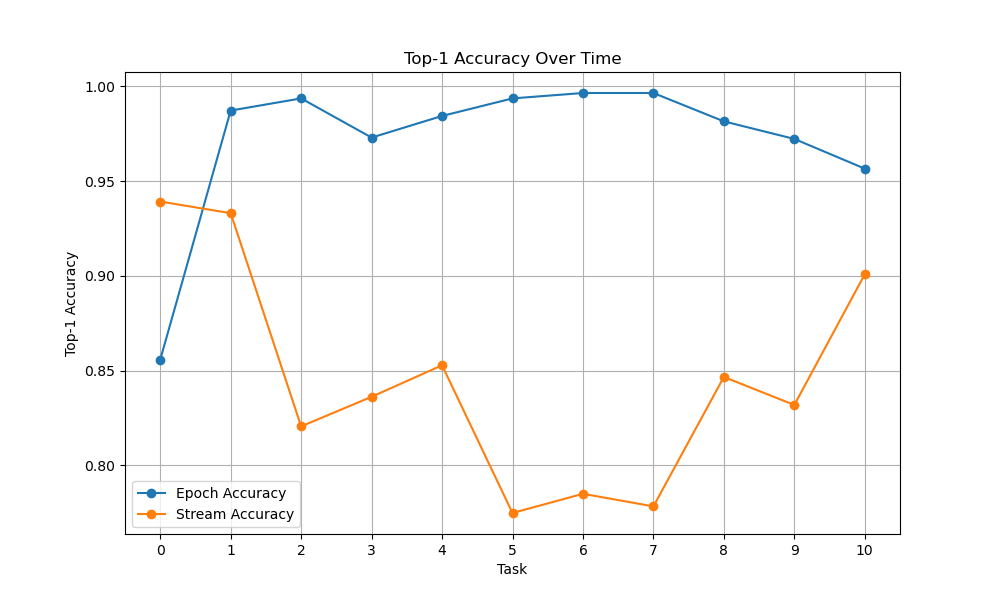 Top-1 Accuracy Over Time
Top-1 Accuracy
1.00
0.95
0.90
0.85
0.80
Epoch Accuracy
Stream Accuracy
0 1 2 3 4 5 6 7 8 9 10
Task